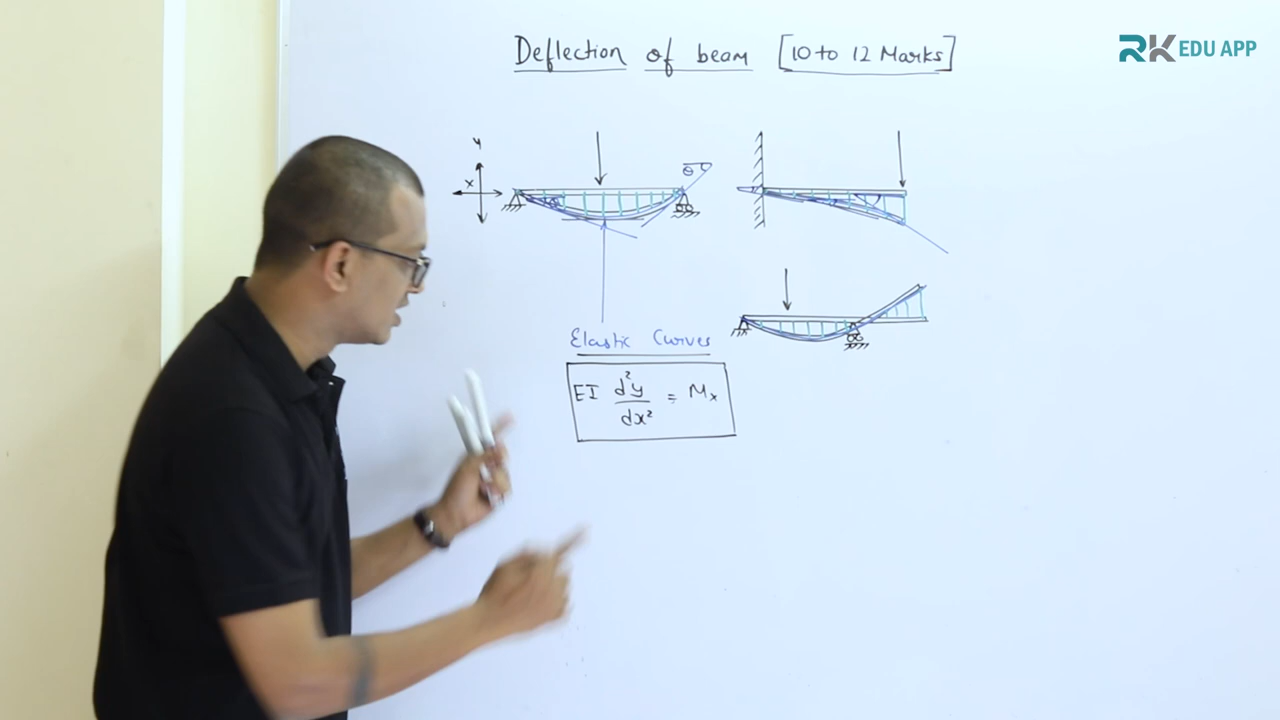 Deflection of beam [10 to 12 Marks]
RK EDU APP
y
x
θ
θ
Elastic Curves
EI d²y/dx² = Mx